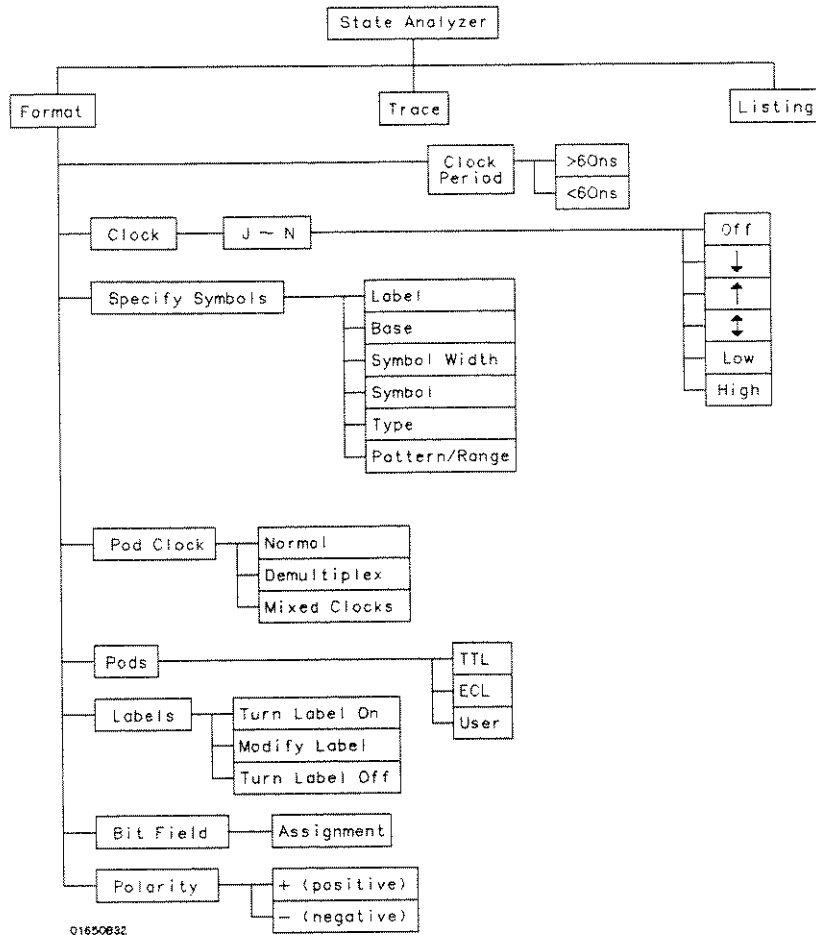 State Analyzer
Format
Trace
Listing
Clock
Period
>60ns
<60ns
Clock
J ~ N
Off
↓
↑
↕
Low
High
Specify Symbols
Label
Base
Symbol Width
Symbol
Type
Pattern/Range
Pod Clock
Normal
Demultiplex
Mixed Clocks
Pods
TTL
ECL
User
Labels
Turn Label On
Modify Label
Turn Label Off
Bit Field
Assignment
Polarity
+ (positive)
- (negative)
01650B32